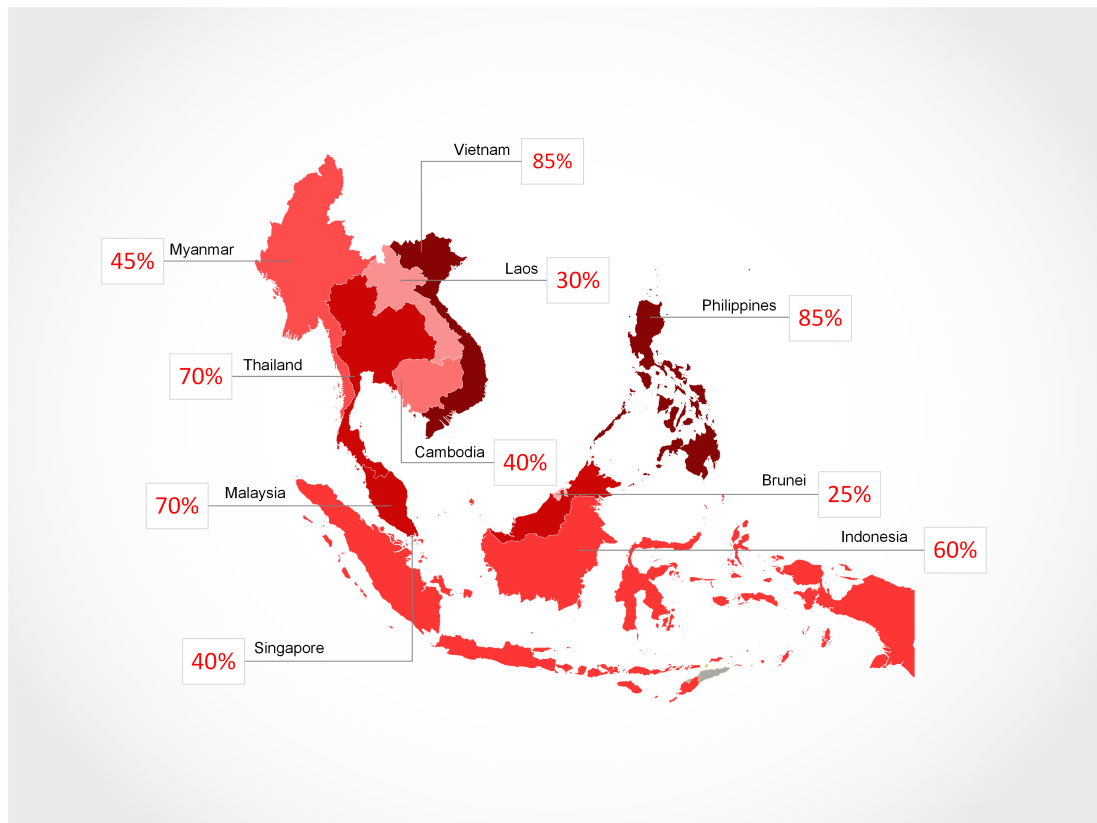 Vietnam
85%
Myanmar
45%
Laos
30%
Philippines
85%
Thailand
70%
Cambodia
40%
Brunei
25%
Malaysia
70%
Indonesia
60%
Singapore
40%